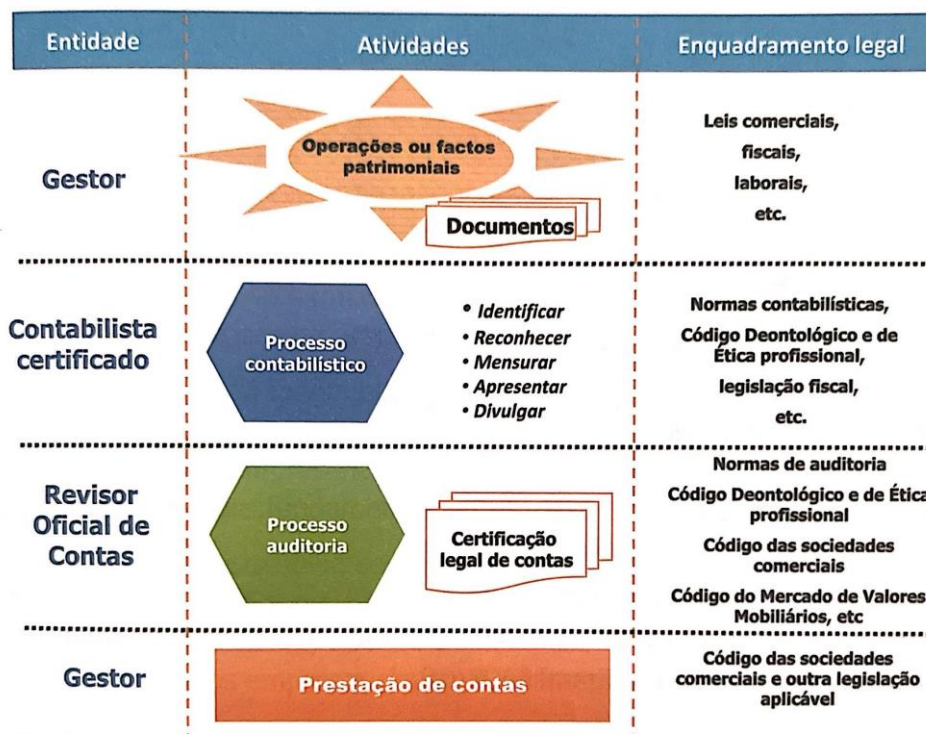 Entidade
Atividades
Enquadramento legal
Gestor
Operações ou factos
patrimoniais
Documentos
Leis comerciais,
fiscais,
laborais,
etc.
Contabilista
certificado
Processo
contabilístico
• Identificar
• Reconhecer
• Mensurar
• Apresentar
• Divulgar
Normas contabilísticas,
Código Deontológico e de
Ética profissional,
legislação fiscal,
etc.
Revisor
Oficial de
Contas
Processo
auditoria
Certificação
legal de contas
Normas de auditoria
Código Deontológico e de Ética
profissional
Código das sociedades
comerciais
Código do Mercado de Valores
Mobiliários, etc
Gestor
Prestação de contas
Código das sociedades
comerciais e outra legislação
aplicável